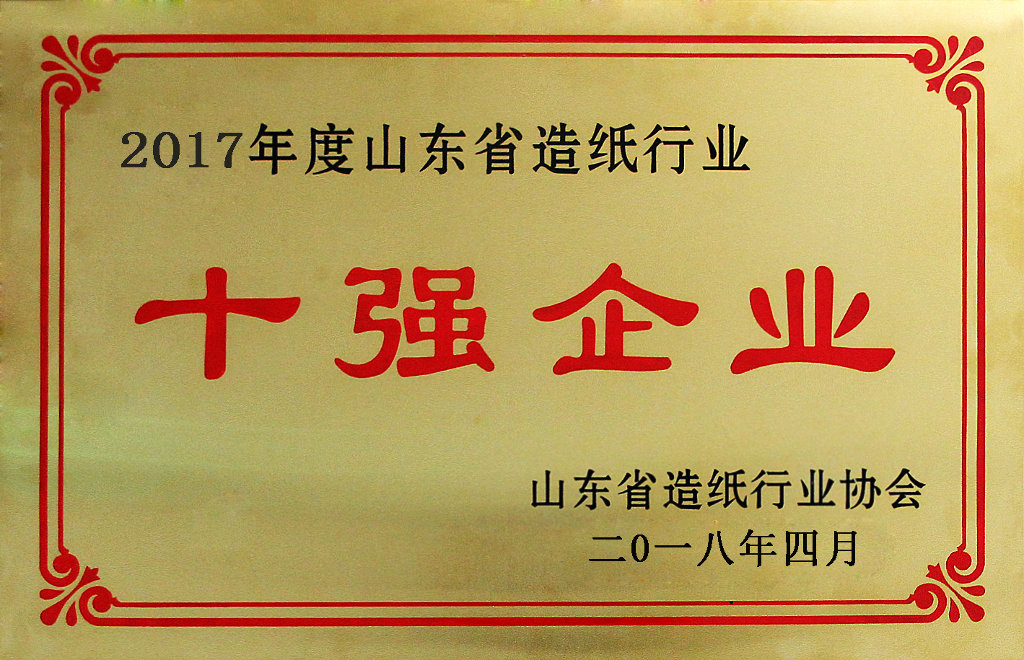 2017年度山东省造纸行业
十强企业
山东省造纸行业协会
二0一八年四月